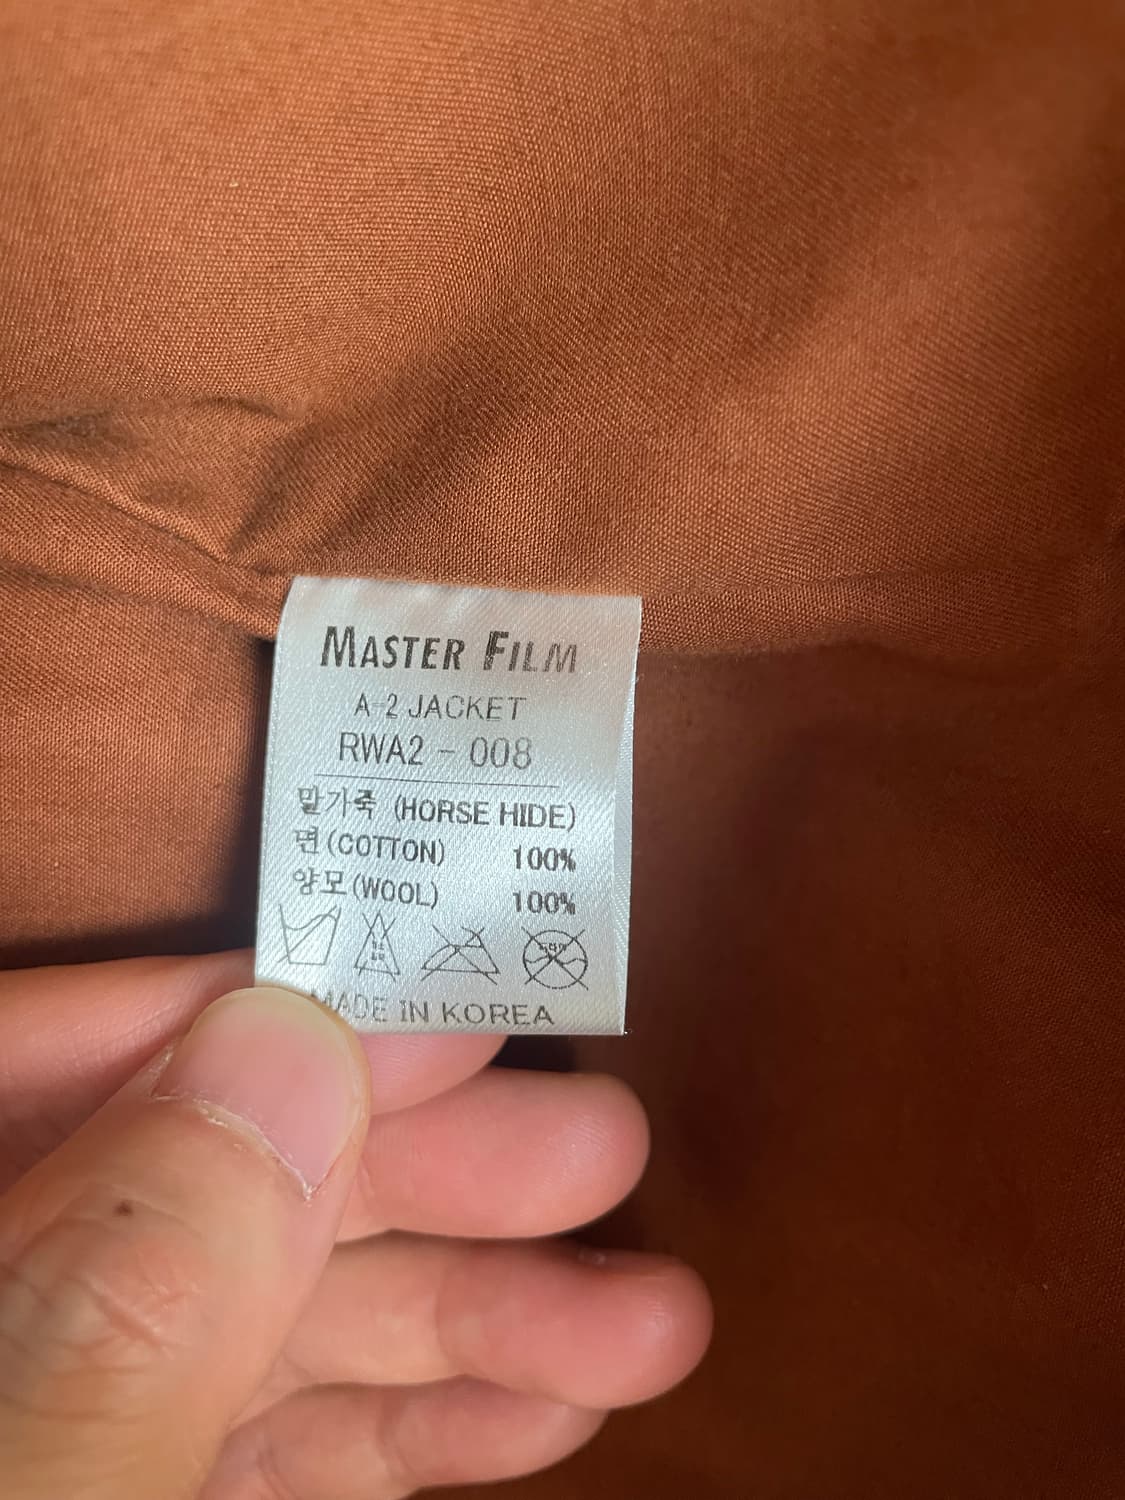 MASTER FILM
A-2 JACKET
RWA2 - 008
말가죽 (HORSE HIDE)
면 (COTTON) 100%
양모 (WOOL) 100%
MADE IN KOREA